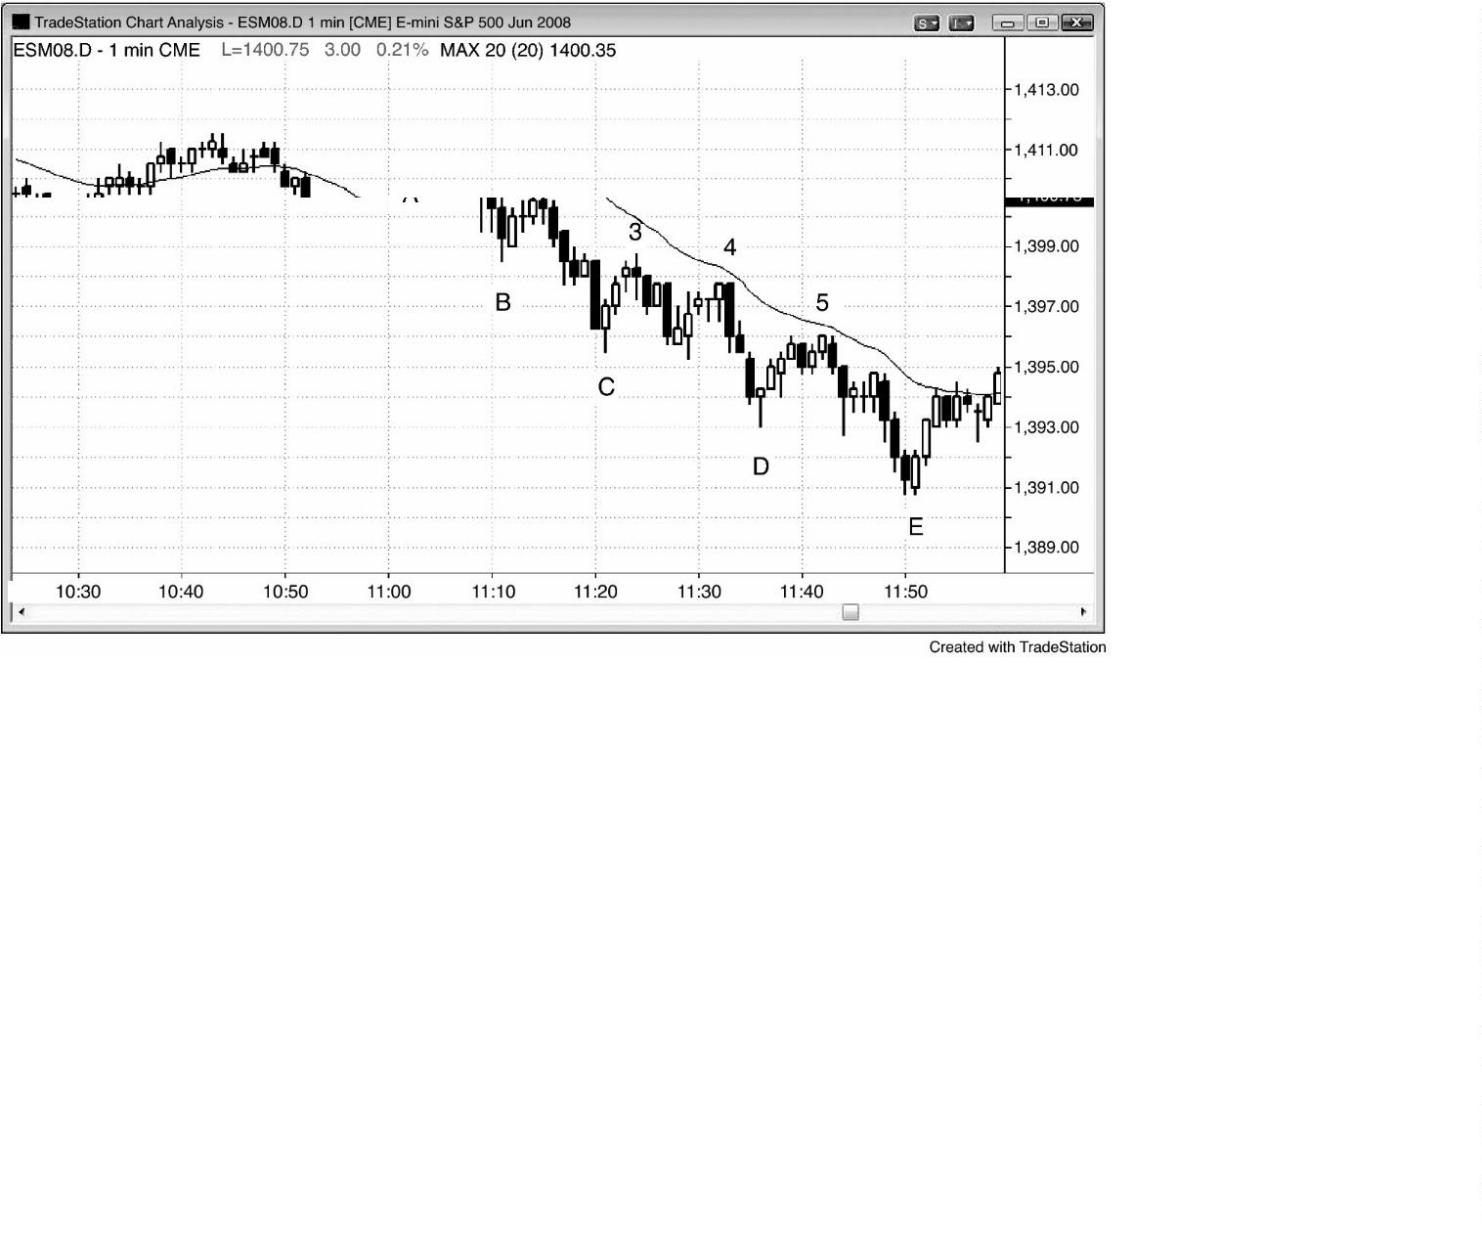 TradeStation Chart Analysis - ESM08.D 1 min [CME] E-mini S&P 500 Jun 2008
ESM08.D - 1 min CME L=1400.75 3.00 0.21% MAX 20 (20) 1400.35
1,413.00
1,411.00
1,399.00
1,397.00
1,395.00
1,393.00
1,391.00
1,389.00
3
4
5
B
C
D
E
10:30 10:40 10:50 11:00 11:10 11:20 11:30 11:40 11:50
Created with TradeStation